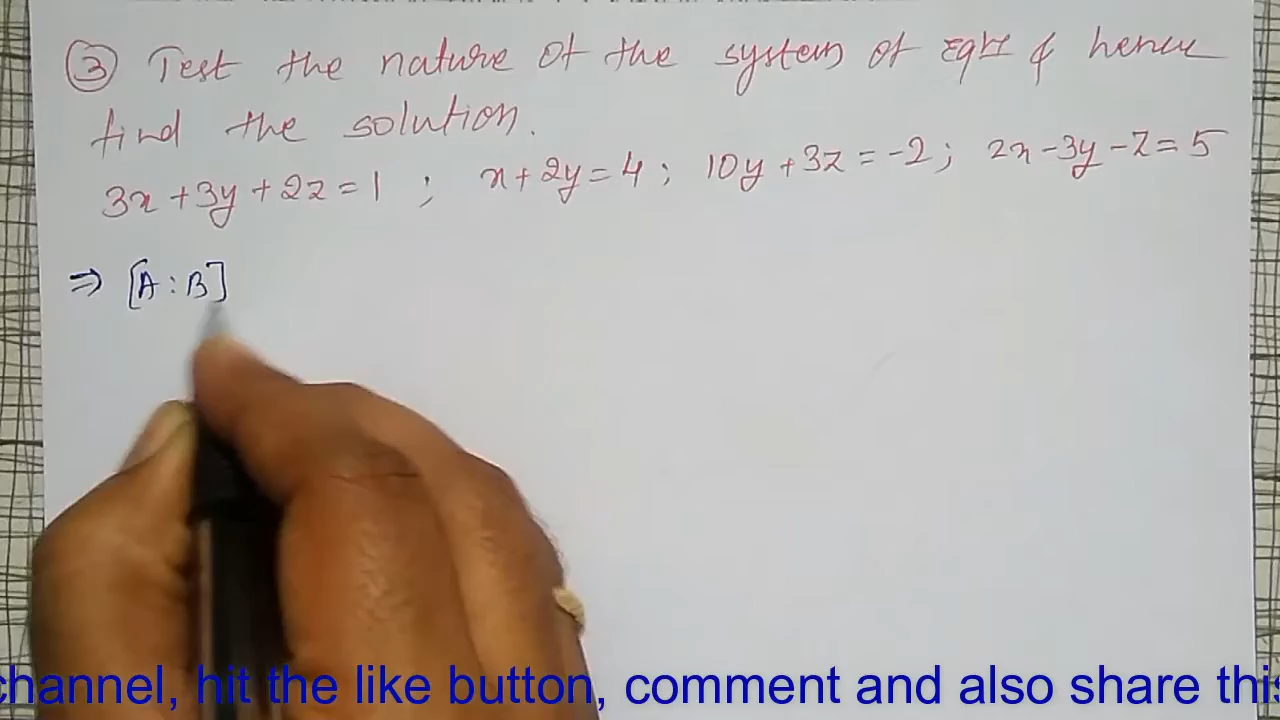 ③ Test the nature of the system of Eqns & hence
find the solution.
3x + 3y + 2z = 1 ; x + 2y = 4 ; 10y + 3z = -2 ; 2x - 3y - z = 5
⇒ [A : B]
channel, hit the like button, comment and also share this